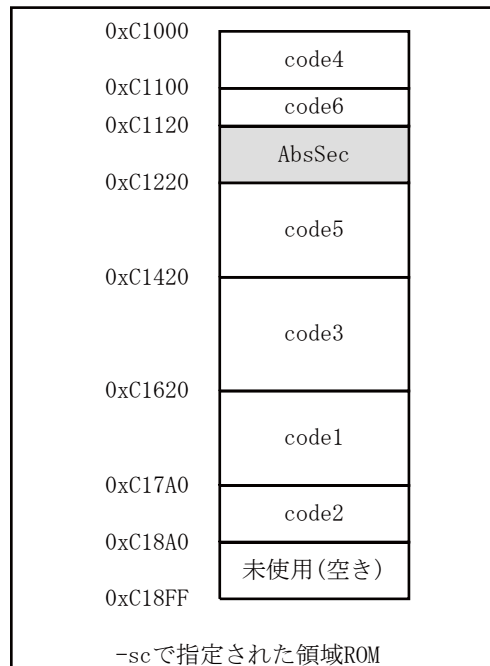 0xC1000
code4
0xC1100
code6
0xC1120
AbsSec
0xC1220
code5
0xC1420
code3
0xC1620
code1
0xC17A0
code2
0xC18A0
未使用(空き)
0xC18FF
-scで指定された領域ROM